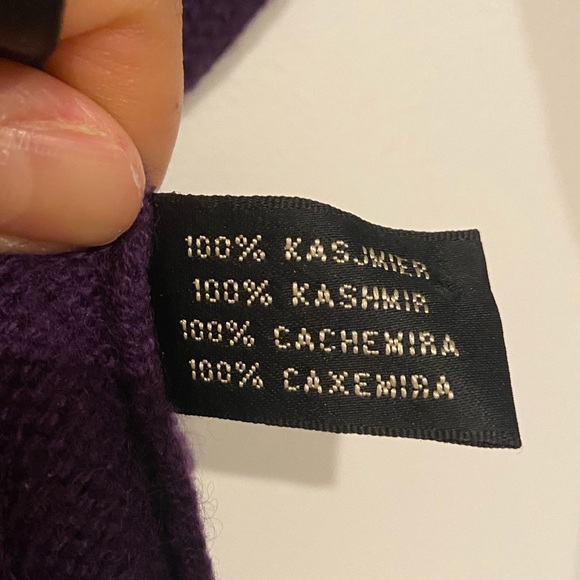 100% KASJMIER
100% KASHMIR
100% CACHEMIRA
100% CAXEMIRA